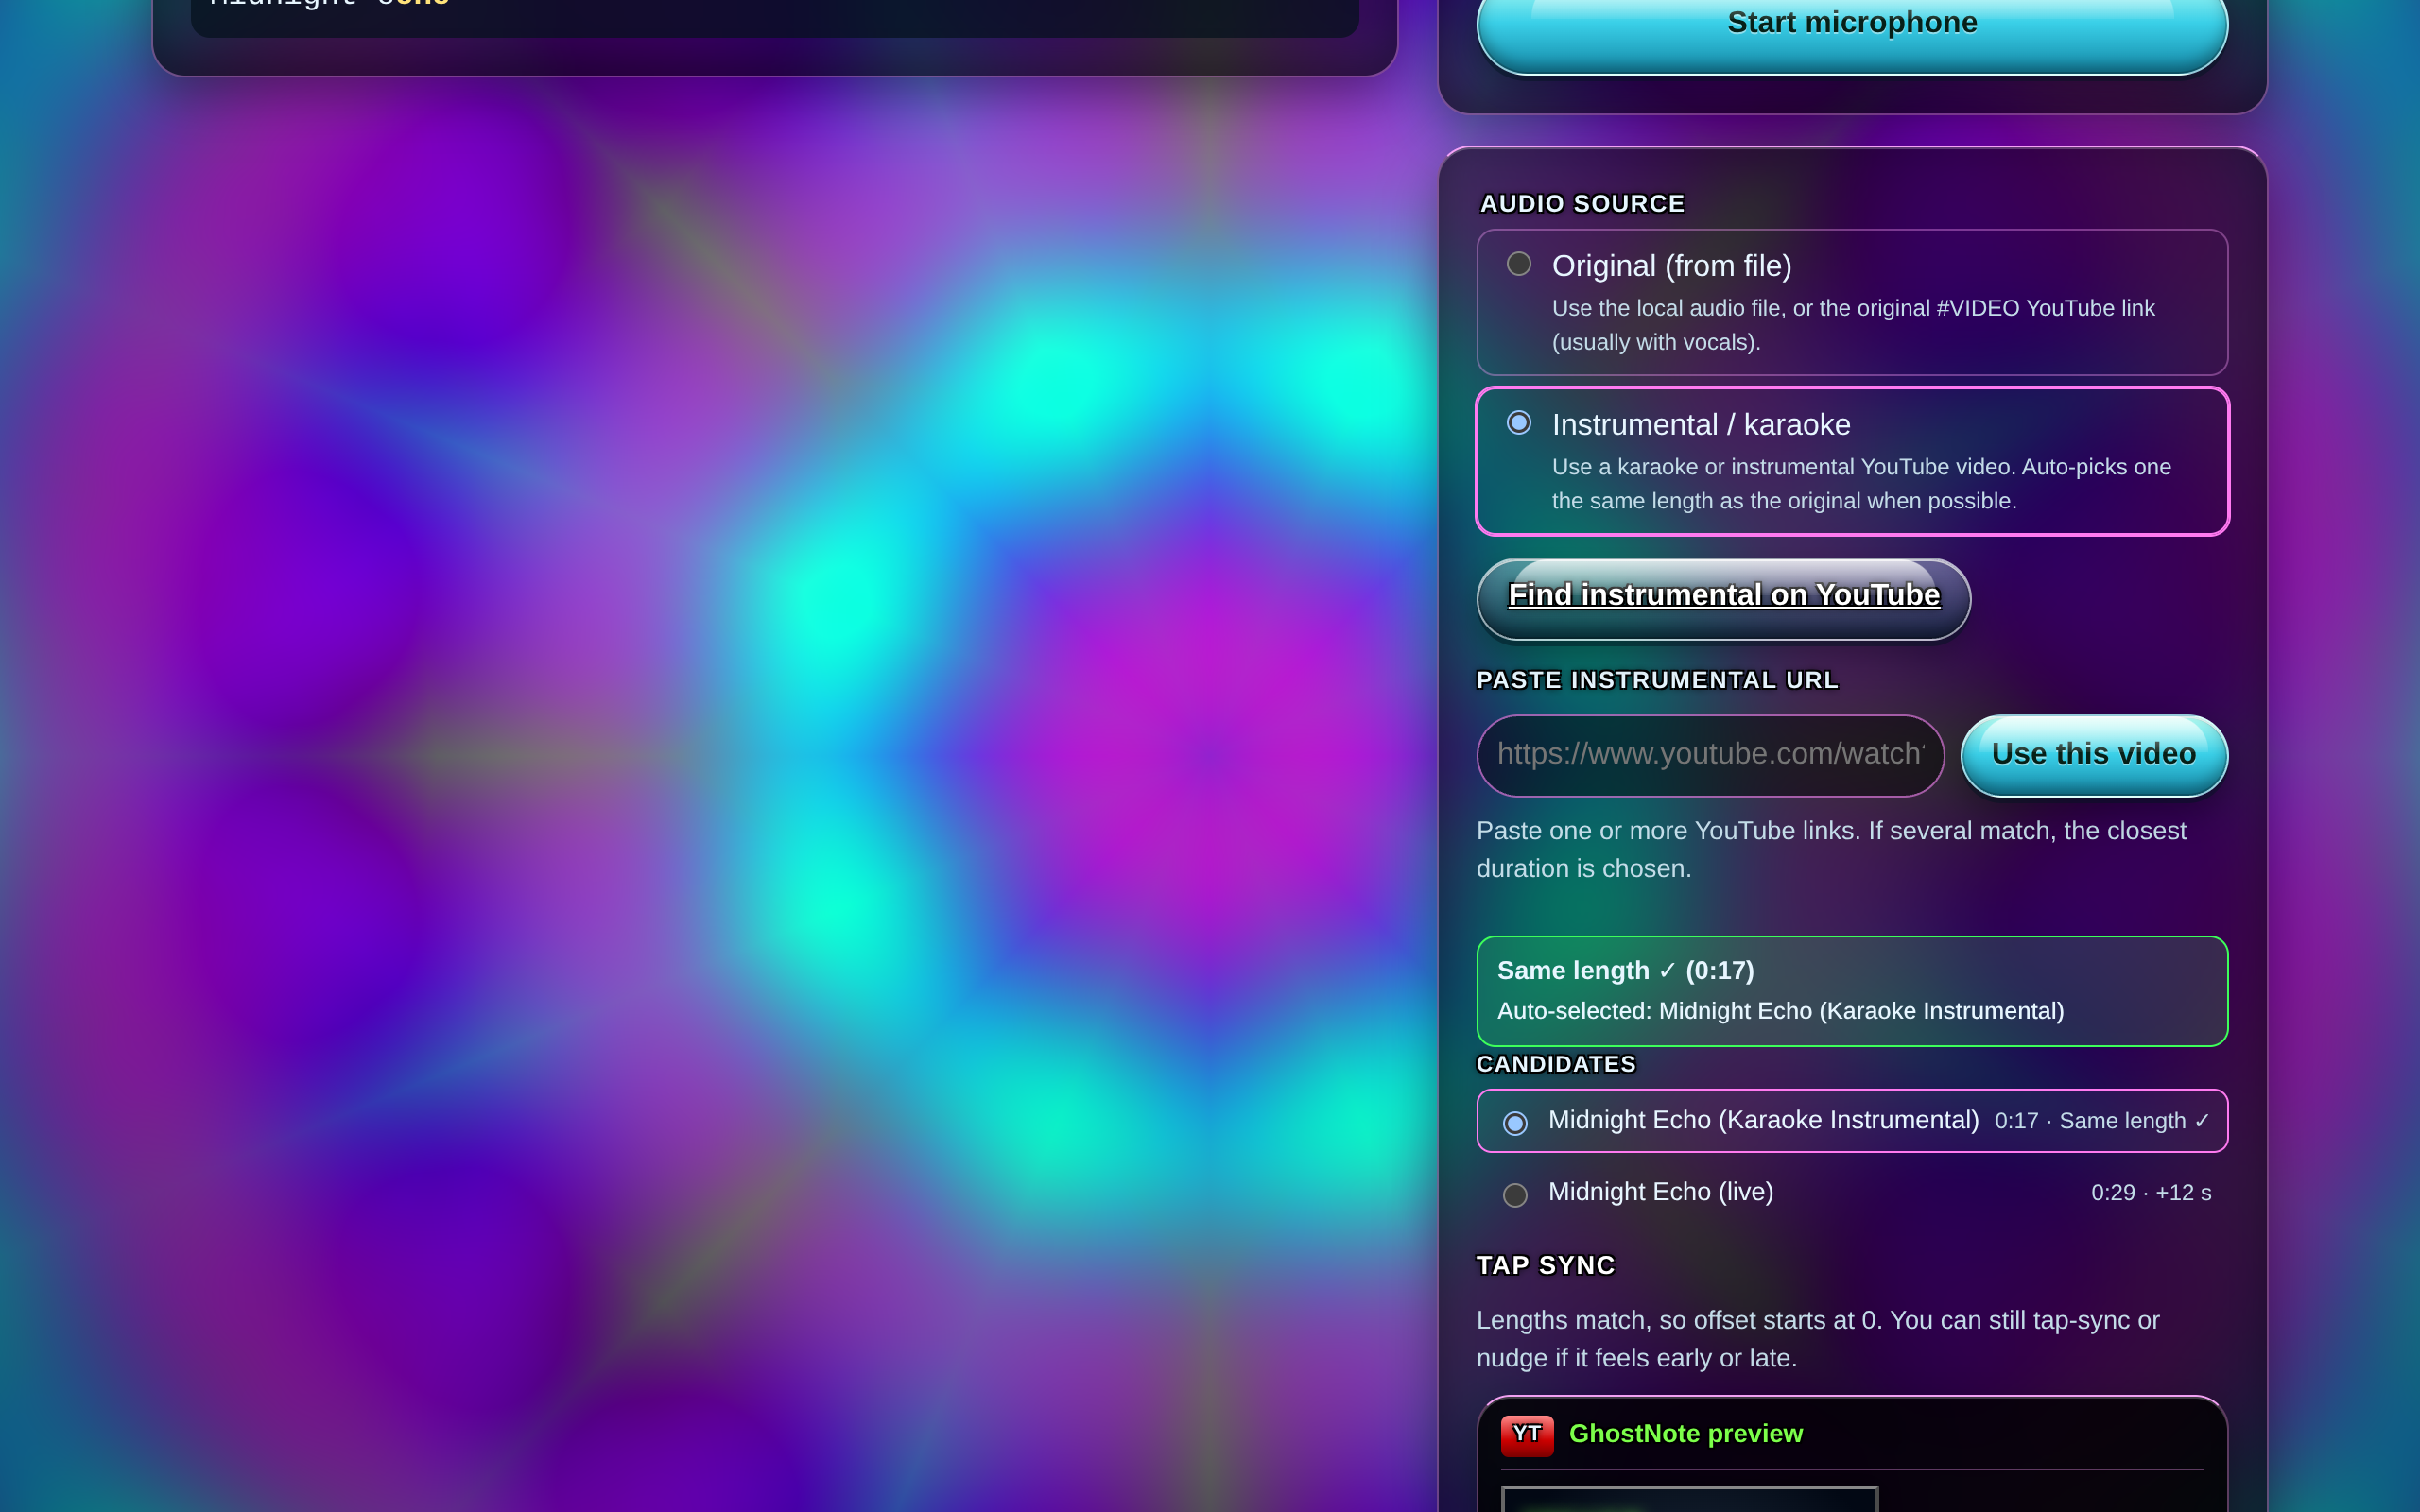 Start microphone
AUDIO SOURCE
Original (from file)
Use the local audio file, or the original #VIDEO YouTube link
(usually with vocals).
Instrumental / karaoke
Use a karaoke or instrumental YouTube video. Auto-picks one
the same length as the original when possible.
Find instrumental on YouTube
PASTE INSTRUMENTAL URL
https://www.youtube.com/watch
Use this video
Paste one or more YouTube links. If several match, the closest
duration is chosen.
Same length ✓ (0:17)
Auto-selected: Midnight Echo (Karaoke Instrumental)
CANDIDATES
Midnight Echo (Karaoke Instrumental) 0:17 · Same length ✓
Midnight Echo (live) 0:29 · +12 s
TAP SYNC
Lengths match, so offset starts at 0. You can still tap-sync or
nudge if it feels early or late.
YT GhostNote preview